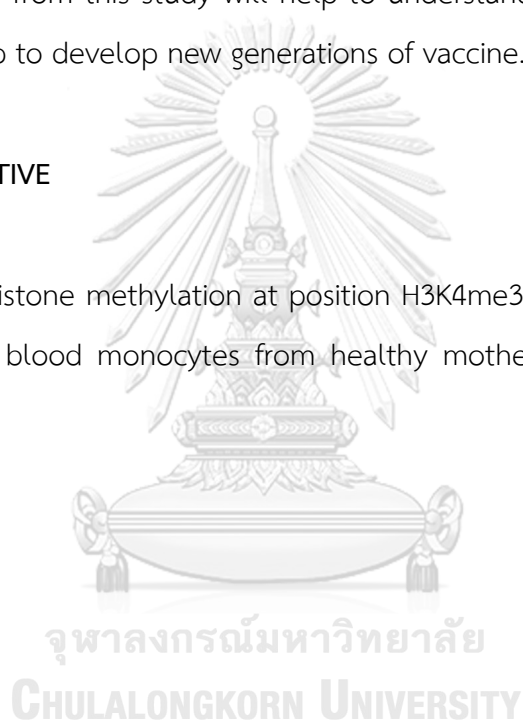 from this study will help to understan
to develop new generations of vaccine.
TIVE
istone methylation at position H3K4me3
blood monocytes from healthy mothe
จุฬาลงกรณ์มหาวิทยาลัย
CHULALONGKORN UNIVERSITY